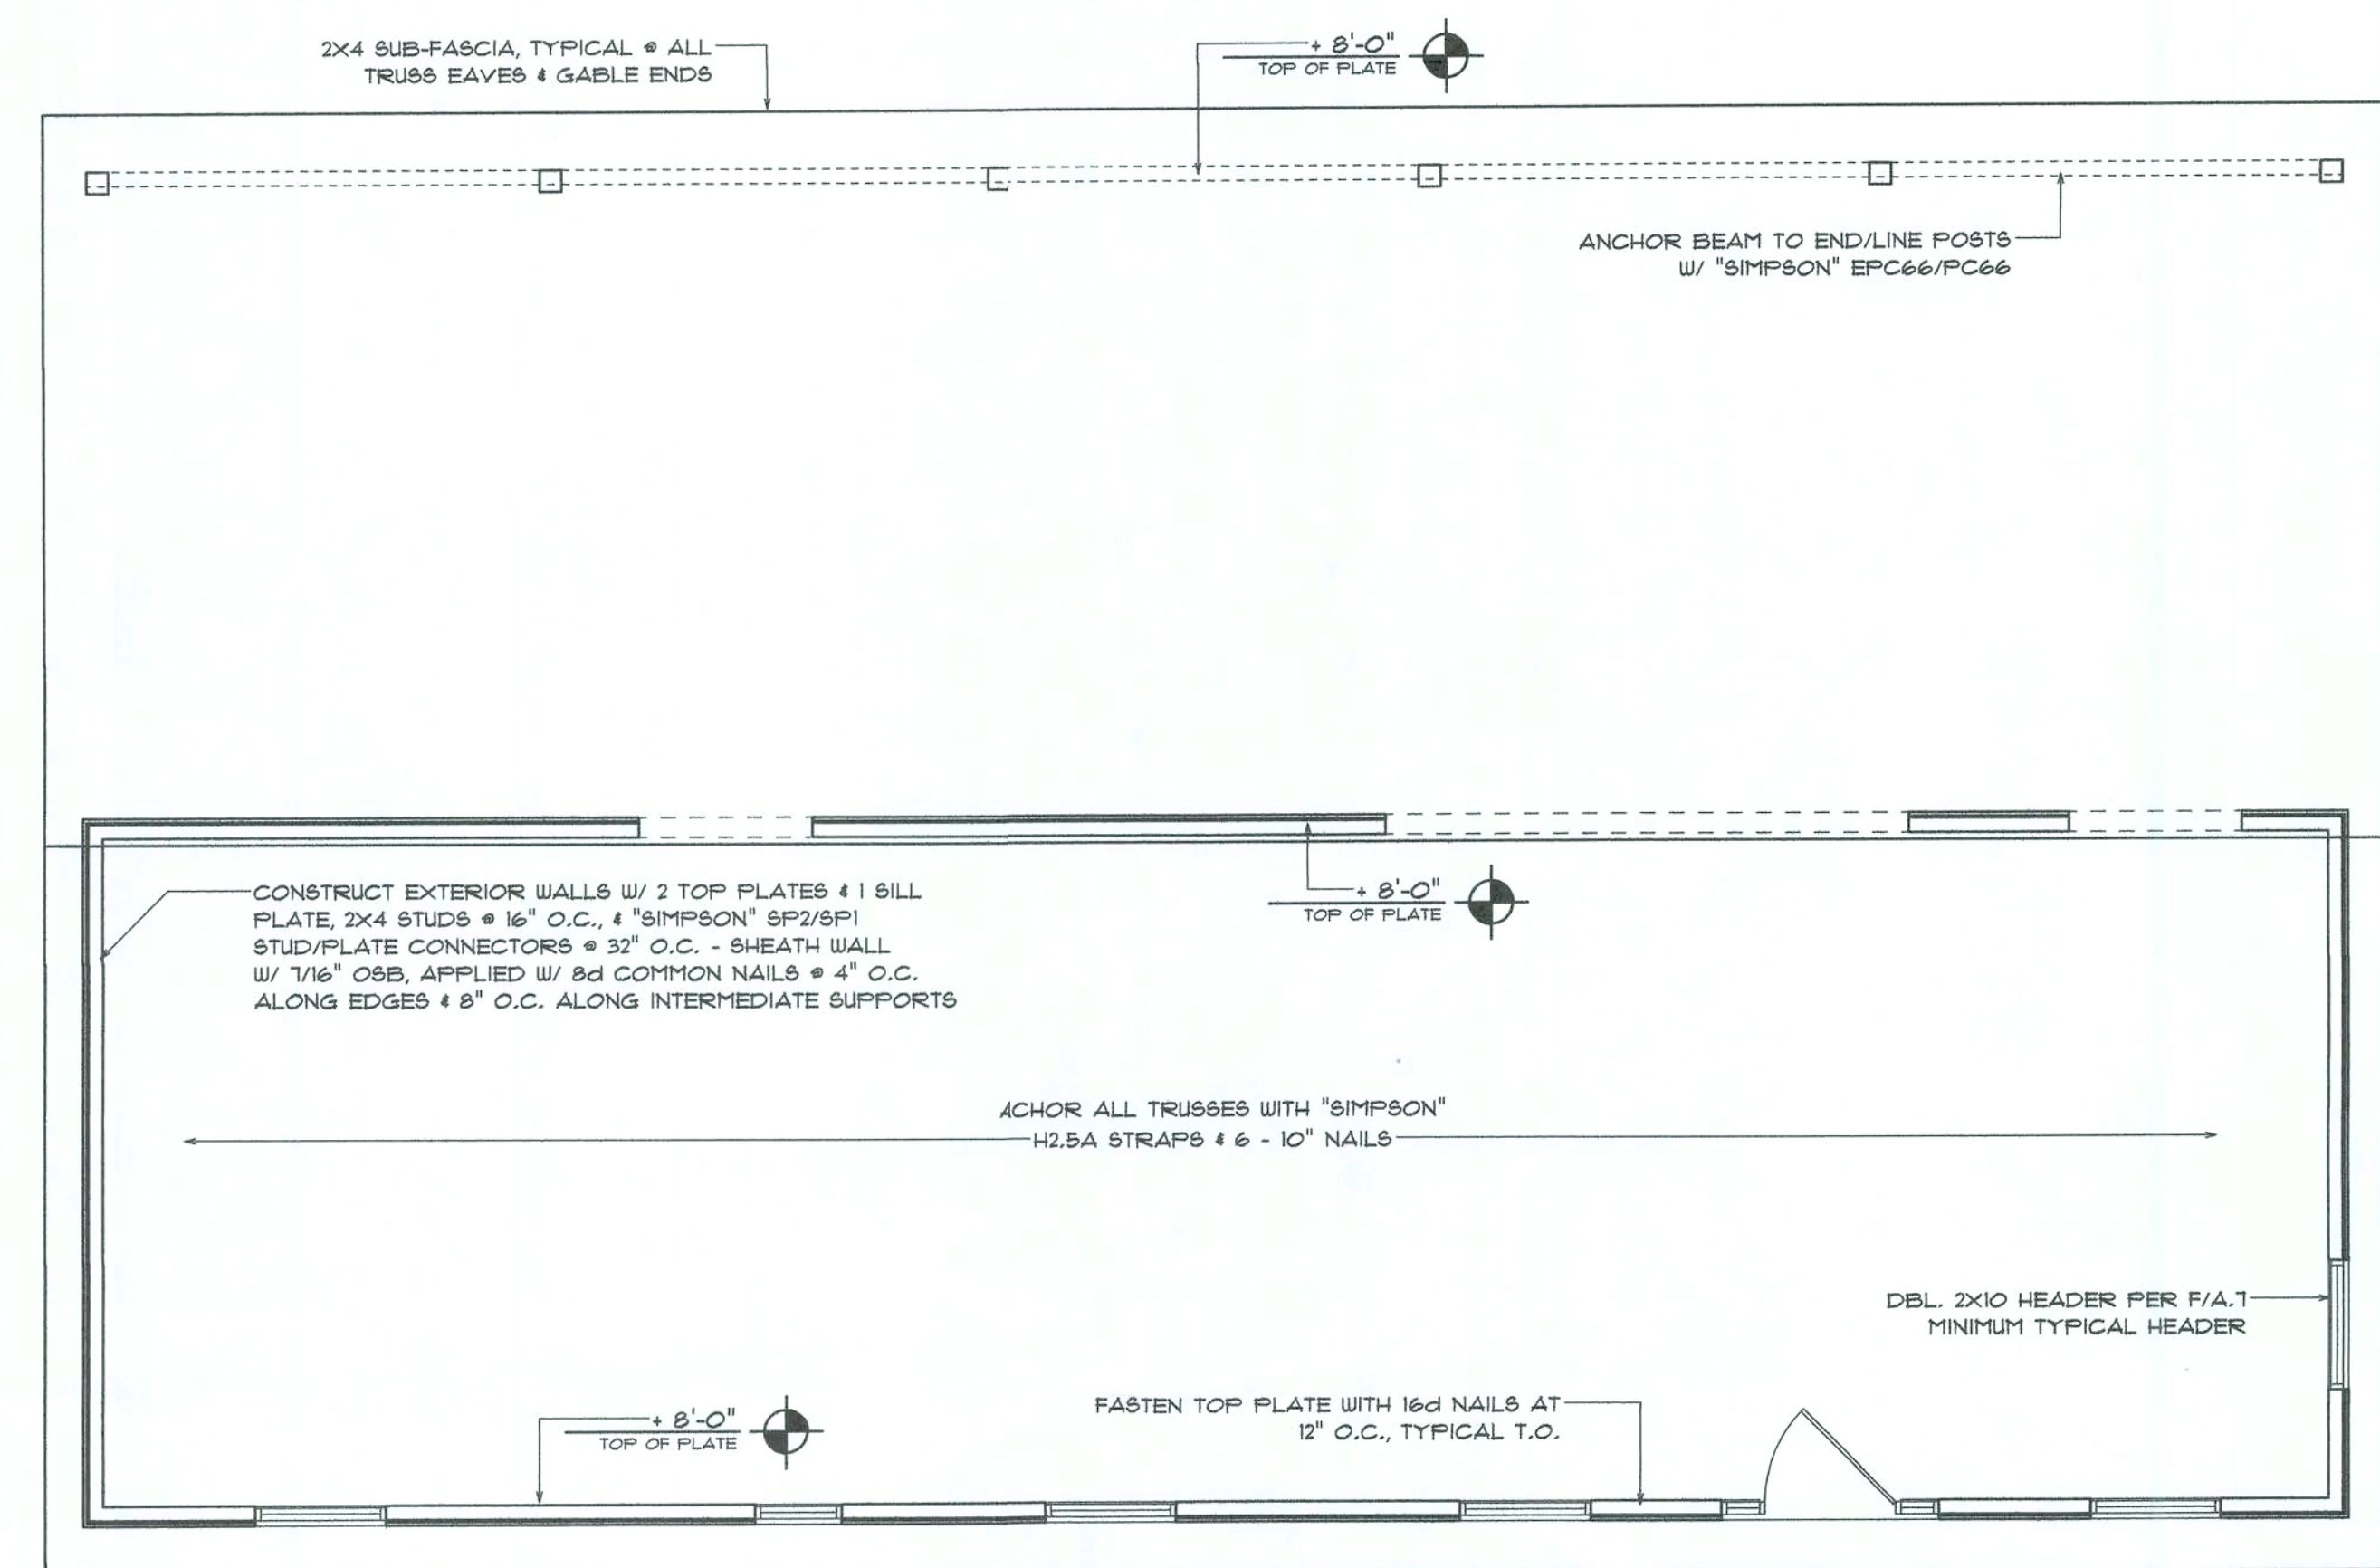 2X4 SUB-FASCIA, TYPICAL @ ALL
TRUSS EAVES & GABLE ENDS
+ 8'-0"
TOP OF PLATE
ANCHOR BEAM TO END/LINE POSTS
W/ "SIMPSON" EPC66/PC66
CONSTRUCT EXTERIOR WALLS W/ 2 TOP PLATES & 1 SILL
PLATE, 2X4 STUDS @ 16" O.C., & "SIMPSON" SP2/SP1
STUD/PLATE CONNECTORS @ 32" O.C. - SHEATH WALL
W/ 7/16" OSB, APPLIED W/ 8d COMMON NAILS @ 4" O.C.
ALONG EDGES & 8" O.C. ALONG INTERMEDIATE SUPPORTS
+ 8'-0"
TOP OF PLATE
ACHOR ALL TRUSSES WITH "SIMPSON"
H2.5A STRAPS & 6 - 10" NAILS
DBL. 2X10 HEADER PER F/A.7
MINIMUM TYPICAL HEADER
FASTEN TOP PLATE WITH 16d NAILS AT
12" O.C., TYPICAL T.O.
+ 8'-0"
TOP OF PLATE